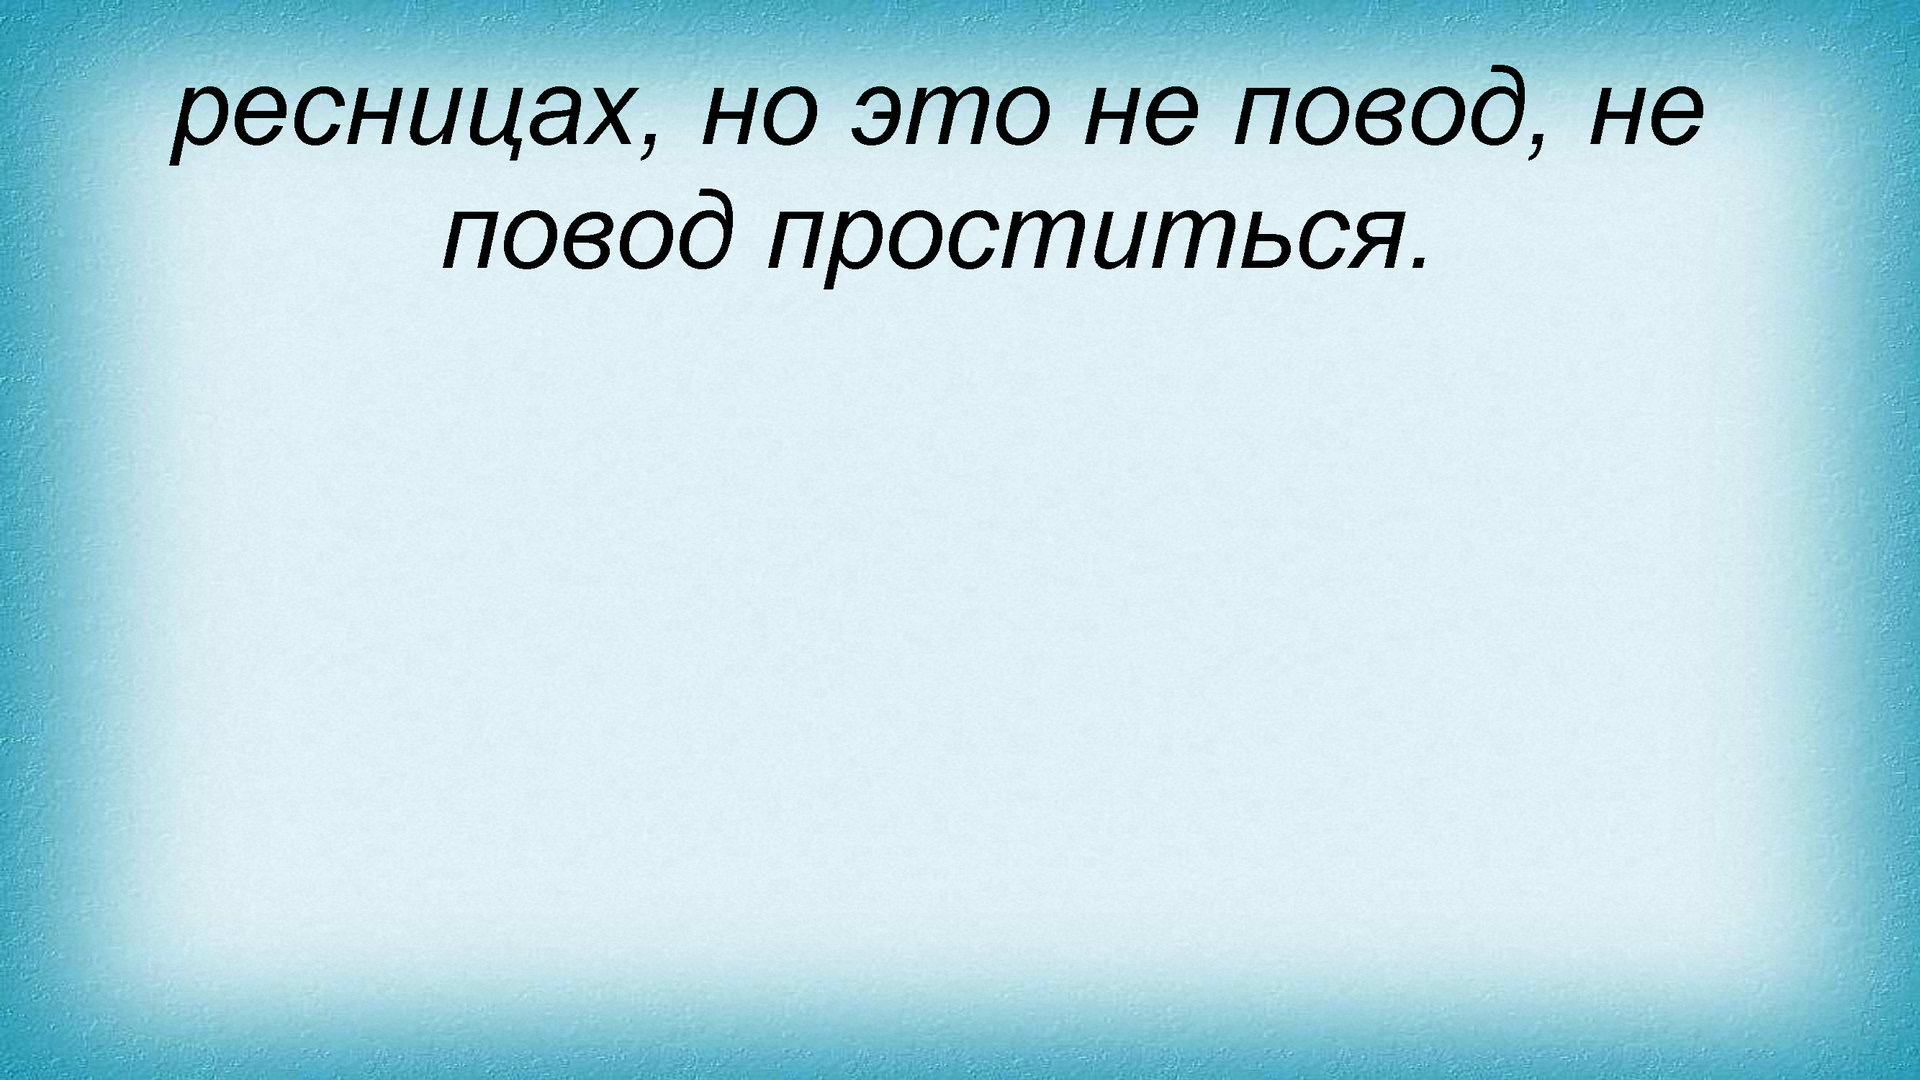 ресницах, но это не повод, не
повод проститься.